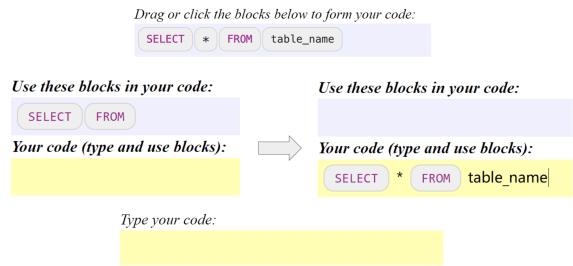 Drag or click the blocks below to form your code:
SELECT * FROM table_name
Use these blocks in your code:
SELECT FROM
Your code (type and use blocks):
Use these blocks in your code:
Your code (type and use blocks):
SELECT * FROM table_name
Type your code: